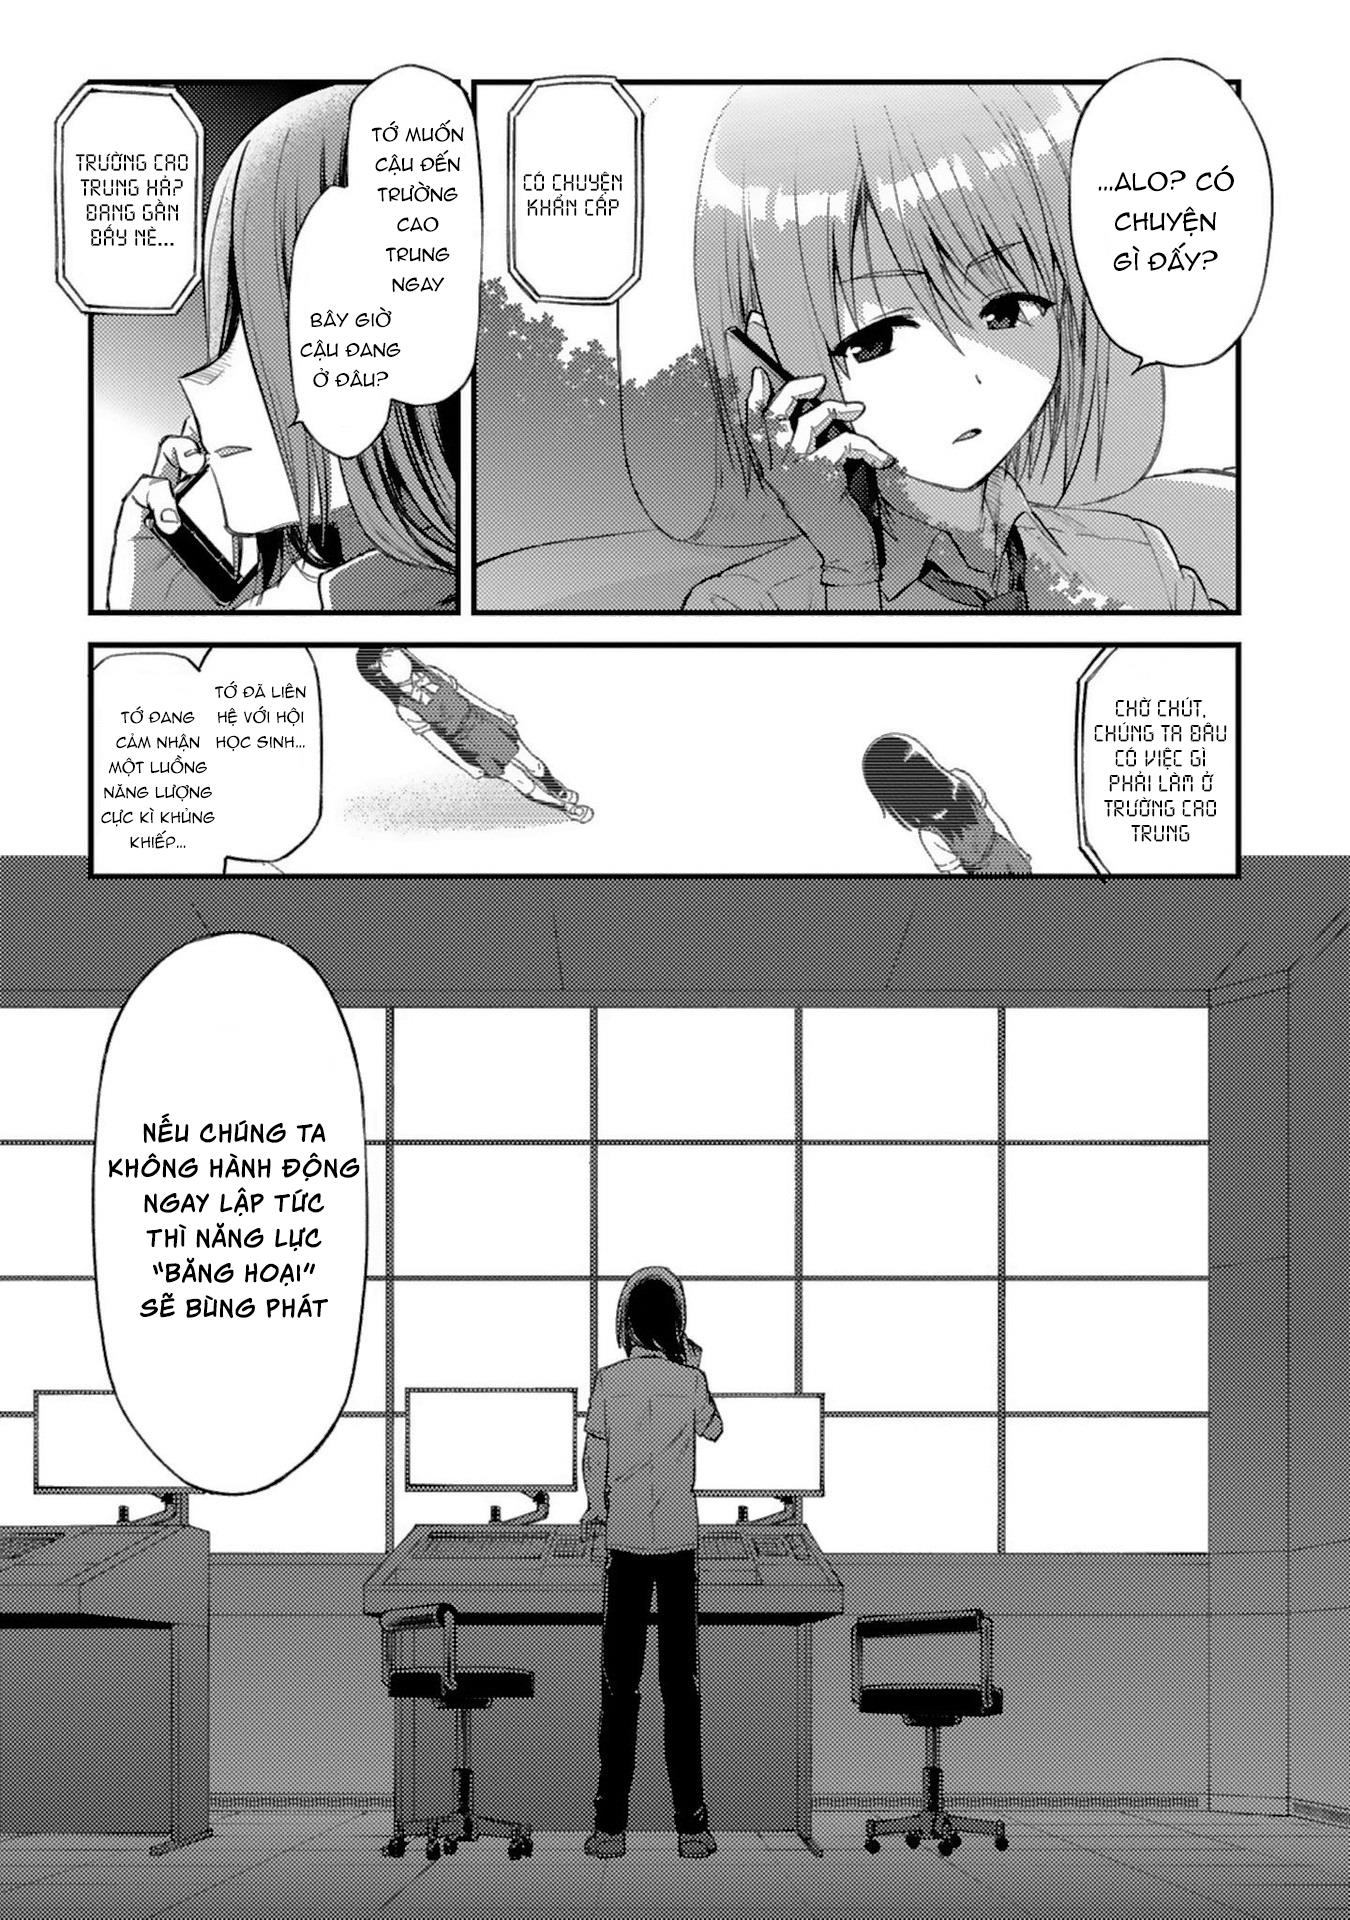 ...ALO? CÓ
CHUYỆN
GÌ ĐẤY?
CÓ CHUYỆN
KHẨN CẤP
TỚ MUỐN
CẬU ĐẾN
TRƯỜNG
CAO
TRUNG
NGAY
BÂY GIỜ
CẬU ĐANG
Ở ĐÂU?
TRƯỜNG CAO
TRUNG HẢ?
ĐANG GẦN
ĐẤY NÈ...
CHỜ CHÚT,
CHÚNG TA ĐÂU
CÓ VIỆC GÌ
PHẢI LÀM Ở
TRƯỜNG CAO
TRUNG
TỚ ĐÃ LIÊN
HỆ VỚI HỘI
HỌC SINH...
TỚ ĐANG
CẢM NHẬN
MỘT LUỒNG
NĂNG LƯỢNG
CỰC KÌ KHỦNG
KHIẾP...
NẾU CHÚNG TA
KHÔNG HÀNH ĐỘNG
NGAY LẬP TỨC
THÌ NĂNG LỰC
“BĂNG HOẠI”
SẼ BÙNG PHÁT